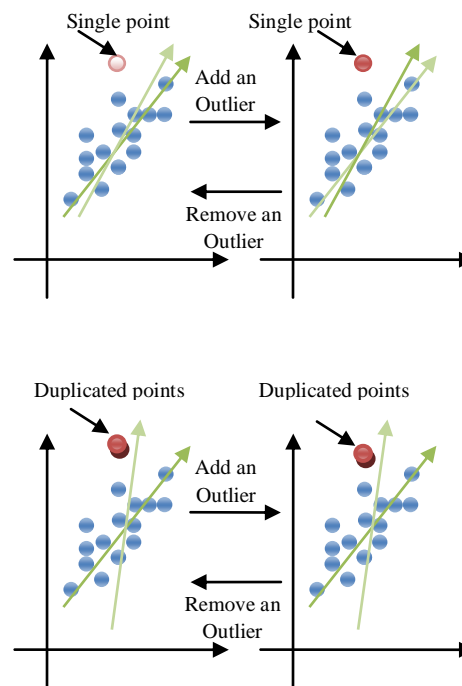 Single point
Single point
Add an
Outlier
Remove an
Outlier
Duplicated points
Duplicated points
Add an
Outlier
Remove an
Outlier